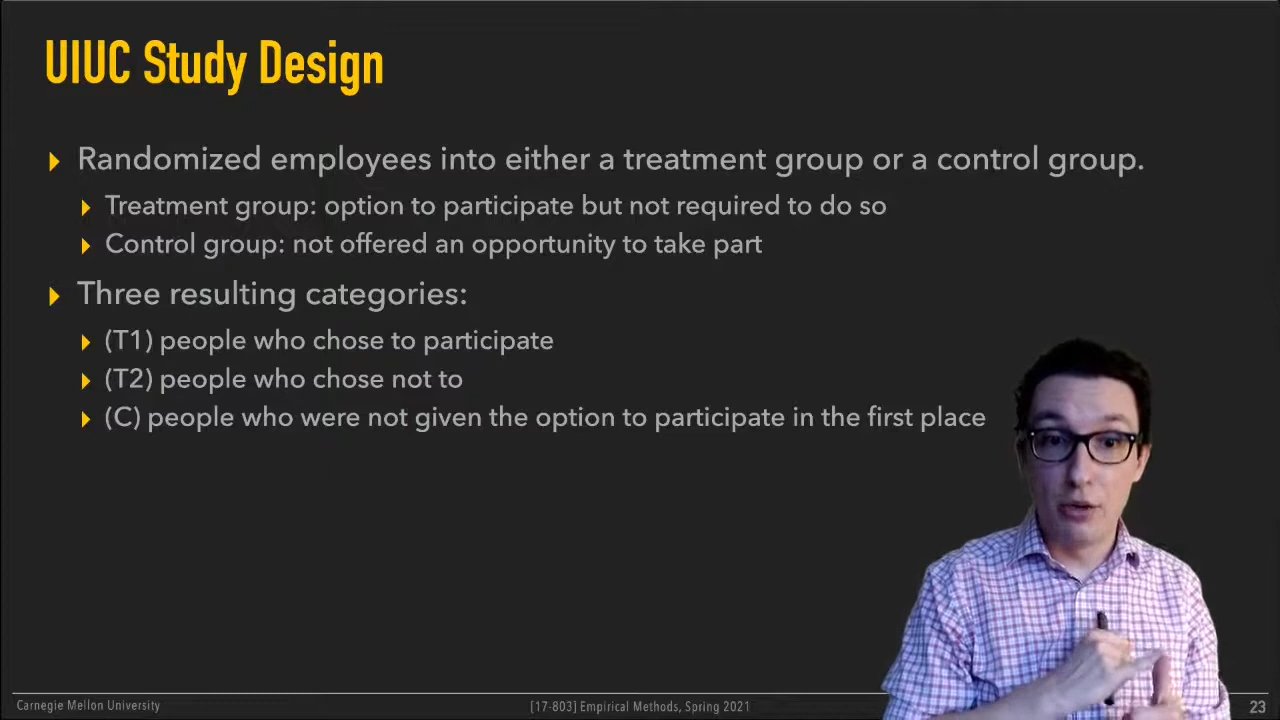 UIUC Study Design
Randomized employees into either a treatment group or a control group.
Treatment group: option to participate but not required to do so
Control group: not offered an opportunity to take part
Three resulting categories:
(T1) people who chose to participate
(T2) people who chose not to
(C) people who were not given the option to participate in the first place
Carnegie Mellon University
[17-803] Empirical Methods, Spring 2021
23